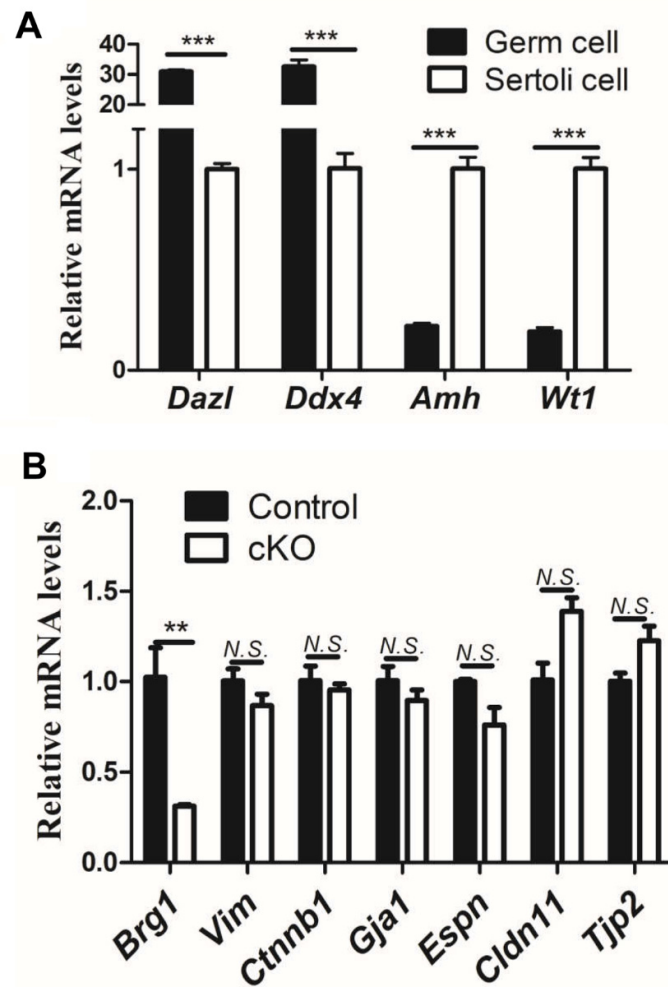 A
Relative mRNA levels
40
30
20
1
0
*** *** *** ***
Germ cell
Sertoli cell
Dazl Ddx4 Amh Wt1
B
Relative mRNA levels
2.0
1.5
1.0
0.5
0.0
Control
cKO
** N.S. N.S. N.S. N.S. N.S. N.S.
Brg1 Vim Ctnnb1 Gja1 Espn Cldn11 Tjp2